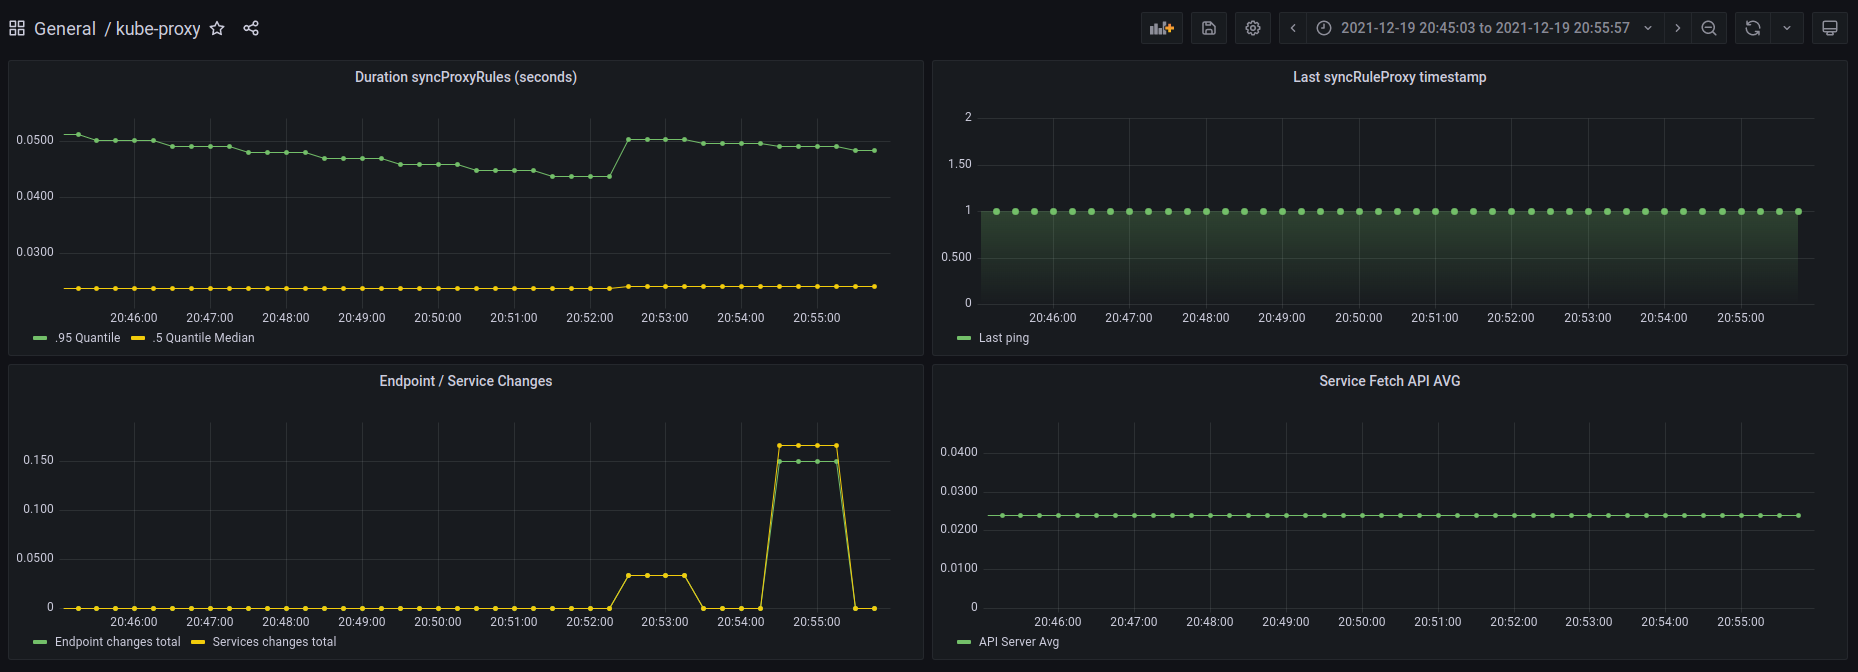 General / kube-proxy
2021-12-19 20:45:03 to 2021-12-19 20:55:57
Duration syncProxyRules (seconds)
0.0500
0.0400
0.0300
20:46:00 20:47:00 20:48:00 20:49:00 20:50:00 20:51:00 20:52:00 20:53:00 20:54:00 20:55:00
.95 Quantile .5 Quantile Median
Last syncRuleProxy timestamp
2
1.50
1
0.500
0
20:46:00 20:47:00 20:48:00 20:49:00 20:50:00 20:51:00 20:52:00 20:53:00 20:54:00 20:55:00
Last ping
Endpoint / Service Changes
0.150
0.100
0.0500
0
20:46:00 20:47:00 20:48:00 20:49:00 20:50:00 20:51:00 20:52:00 20:53:00 20:54:00 20:55:00
Endpoint changes total Services changes total
Service Fetch API AVG
0.0400
0.0300
0.0200
0.0100
0
20:46:00 20:47:00 20:48:00 20:49:00 20:50:00 20:51:00 20:52:00 20:53:00 20:54:00 20:55:00
API Server Avg